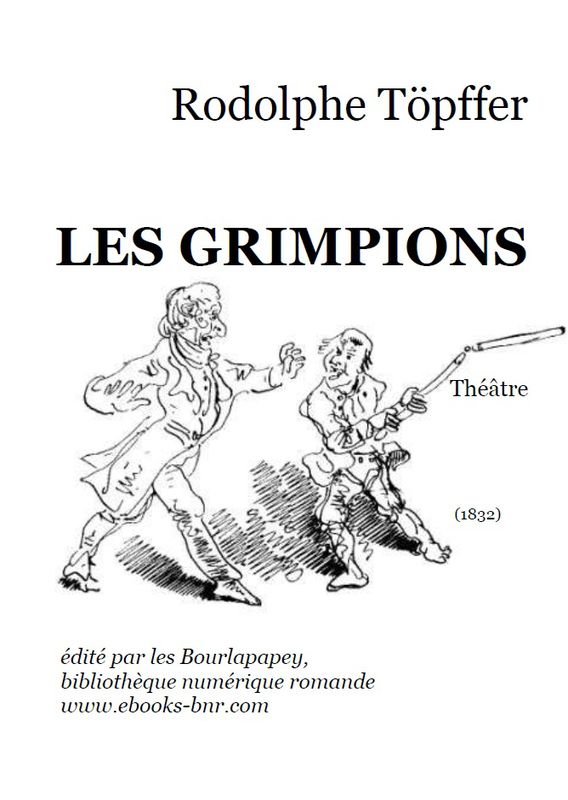 Rodolphe Töpffer
LES GRIMPIONS
Théâtre
(1832)
édité par les Bourlapapey,
bibliothèque numérique romande
www.ebooks-bnr.com